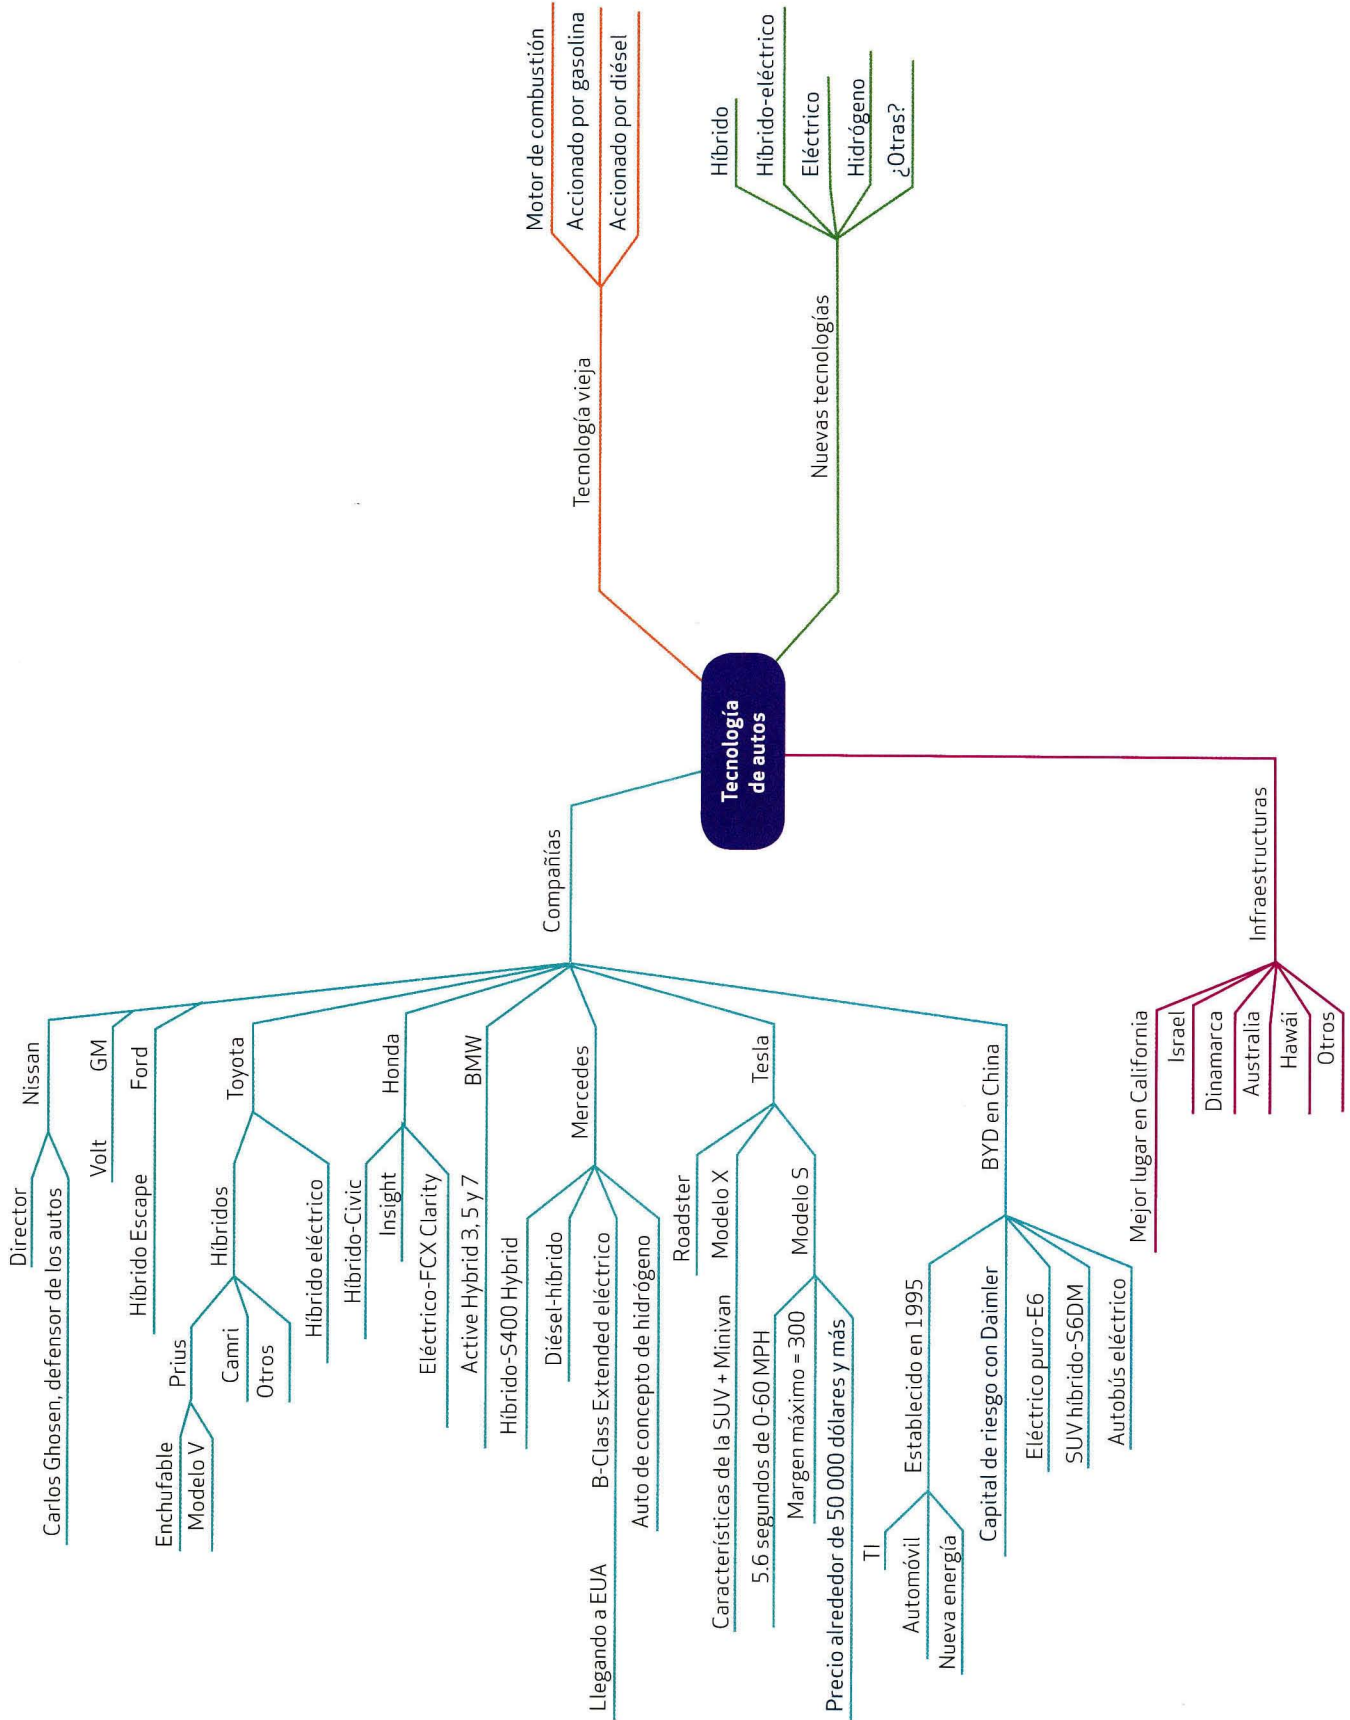 Tecnología
de autos
Tecnología vieja
Motor de combustión
Accionado por gasolina
Accionado por diésel
Nuevas tecnologías
Híbrido
Híbrido-eléctrico
Eléctrico
Hidrógeno
¿Otras?
Compañías
Nissan
Director
Carlos Ghosen, defensor de los autos
GM
Volt
Ford
Híbrido Escape
Toyota
Híbridos
Prius
Enchufable
Modelo V
Camri
Otros
Híbrido eléctrico
Honda
Híbrido-Civic
Insight
Eléctrico-FCX Clarity
BMW
Active Hybrid 3, 5 y 7
Mercedes
Híbrido-S400 Hybrid
Diésel-híbrido
B-Class Extended eléctrico
Llegando a EUA
Auto de concepto de hidrógeno
Tesla
Roadster
Modelo X
Características de la SUV + Minivan
Modelo S
5.6 segundos de 0-60 MPH
Margen máximo = 300
Precio alrededor de 50 000 dólares y más
BYD en China
Establecido en 1995
TI
Automóvil
Nueva energía
Capital de riesgo con Daimler
Eléctrico puro-E6
SUV híbrido-S6DM
Autobús eléctrico
Infraestructuras
Mejor lugar en California
Israel
Dinamarca
Australia
Hawái
Otros